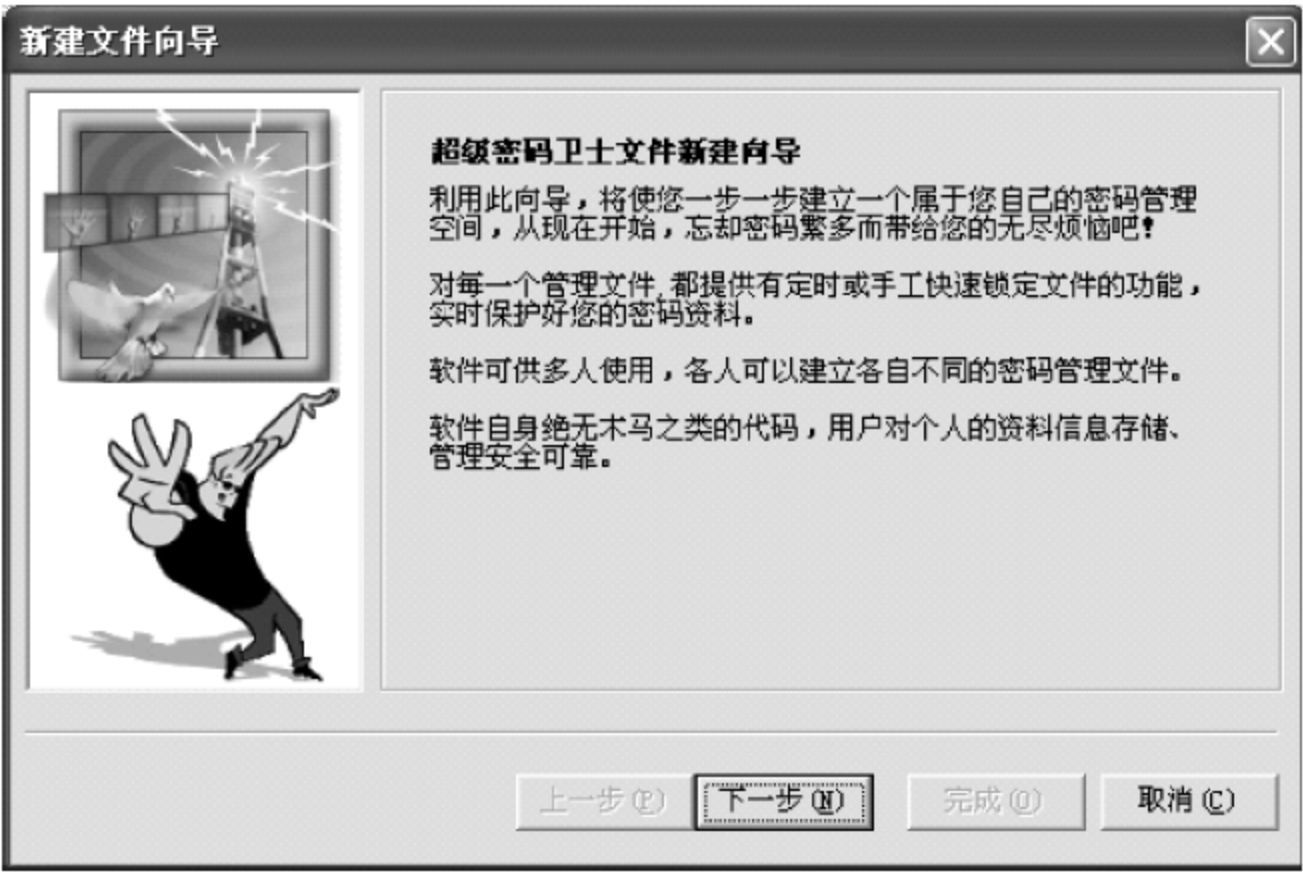 新建文件向导
超级密码卫士文件新建向导
利用此向导，将使您一步一步建立一个属于您自己的密码管理
空间，从现在开始，忘却密码繁多而带给您的无尽烦恼吧！
对每一个管理文件,都提供有定时或手工快速锁定文件的功能，
实时保护好您的密码资料。
软件可供多人使用，各人可以建立各自不同的密码管理文件。
软件自身绝无木马之类的代码，用户对个人的资料信息存储、
管理安全可靠。
上一步(P) 下一步(N) 完成(O) 取消(C)